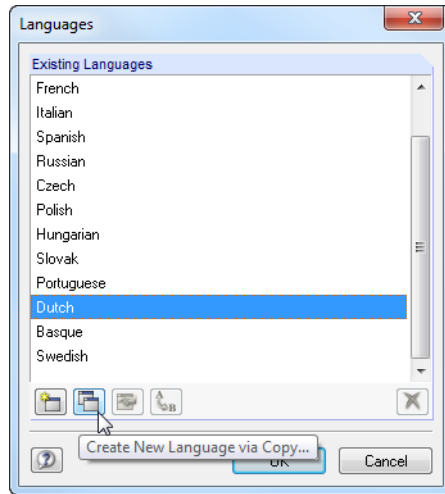 Languages
Existing Languages
French
Italian
Spanish
Russian
Czech
Polish
Hungarian
Slovak
Portuguese
Dutch
Basque
Swedish
Create New Language via Copy...
OK
Cancel